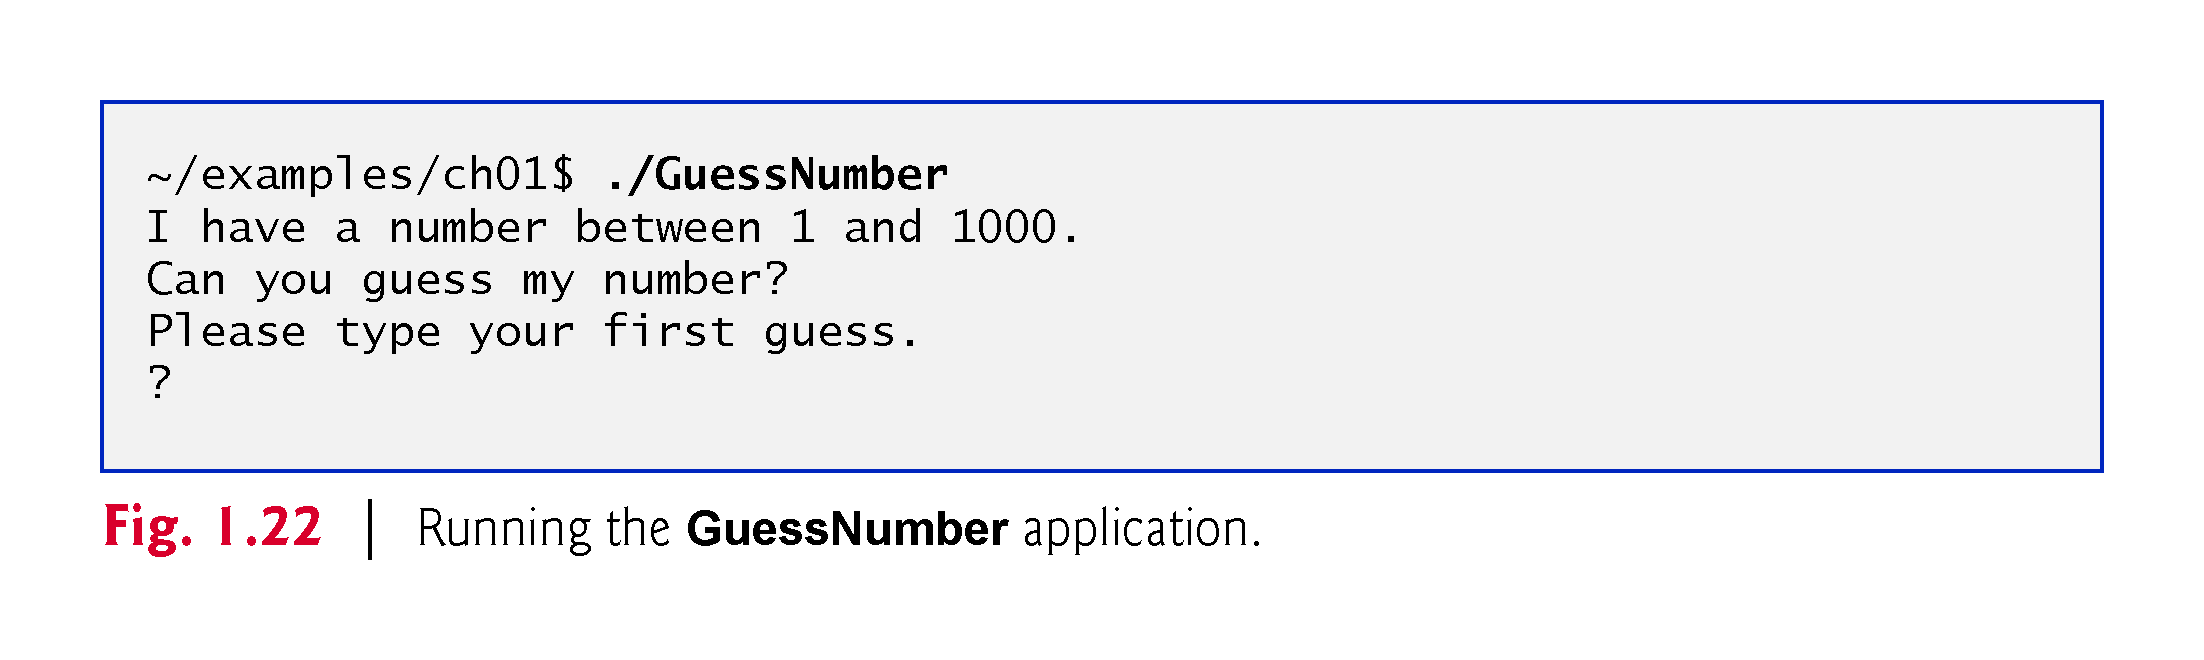 ~/examples/ch01$ ./GuessNumber
I have a number between 1 and 1000.
Can you guess my number?
Please type your first guess.
?
Fig. 1.22 | Running the GuessNumber application.